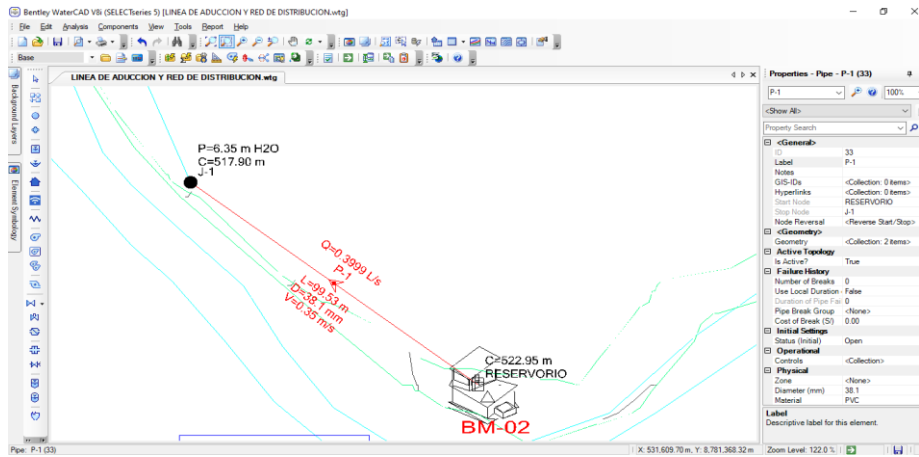 Bentley WaterCAD V8i (SELECTseries 5) [LINEA DE ADUCCION Y RED DE DISTRIBUCION.wtg]
File Edit Analysis Components View Tools Report Help
Base
LINEA DE ADUCCION Y RED DE DISTRIBUCION.wtg
Background Layers
Element Symbology
P=6.35 m H2O
C=517.90 m
J-1
Q=0.3999 L/s
P-1
L=99.53 m
D=38.1 mm
V=0.35 m/s
C=522.95 m
RESERVORIO
BM-02
Properties - Pipe - P-1 (33)
P-1 100%
<Show All>
Property Search
<General>
ID 33
Label P-1
Notes
GIS-IDs <Collection: 0 items>
Hyperlinks <Collection: 0 items>
Start Node RESERVORIO
Stop Node J-1
Node Reversal <Reverse Start/Stop>
<Geometry>
Geometry <Collection: 2 items>
Active Topology
Is Active? True
Failure History
Number of Breaks 0
Use Local Duration False
Duration of Pipe Fai 0
Pipe Break Group <None>
Cost of Break (S/) 0.00
Initial Settings
Status (Initial) Open
Operational
Controls <Collection>
Physical
Zone <None>
Diameter (mm) 38.1
Material PVC
Label
Descriptive label for this element.
Pipe: P-1 (33)
X: 531,609.70 m, Y: 8,781,368.32 m
Zoom Level: 122.0 %